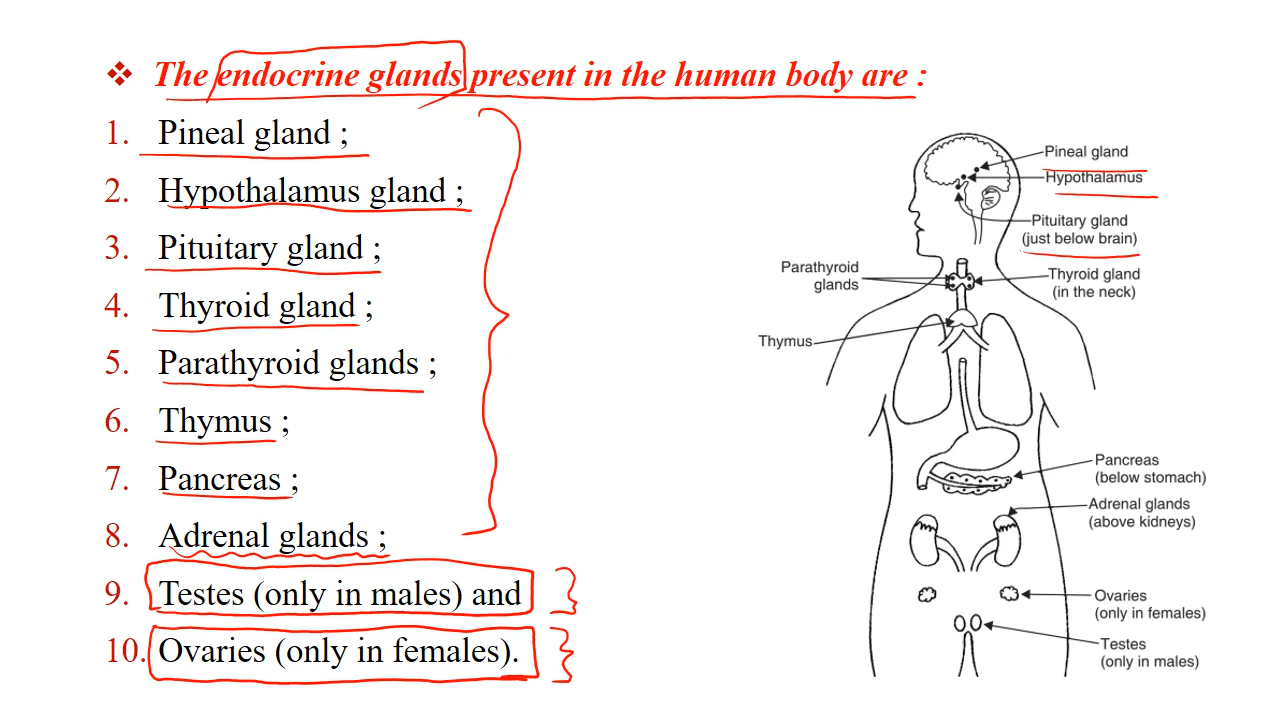 ❖ The endocrine glands present in the human body are :
1. Pineal gland ;
2. Hypothalamus gland ;
3. Pituitary gland ;
4. Thyroid gland ;
5. Parathyroid glands ;
6. Thymus ;
7. Pancreas ;
8. Adrenal glands ;
9. Testes (only in males) and
10. Ovaries (only in females).
Pineal gland
Hypothalamus
Pituitary gland
(just below brain)
Parathyroid
glands
Thyroid gland
(in the neck)
Thymus
Pancreas
(below stomach)
Adrenal glands
(above kidneys)
Ovaries
(only in females)
Testes
(only in males)